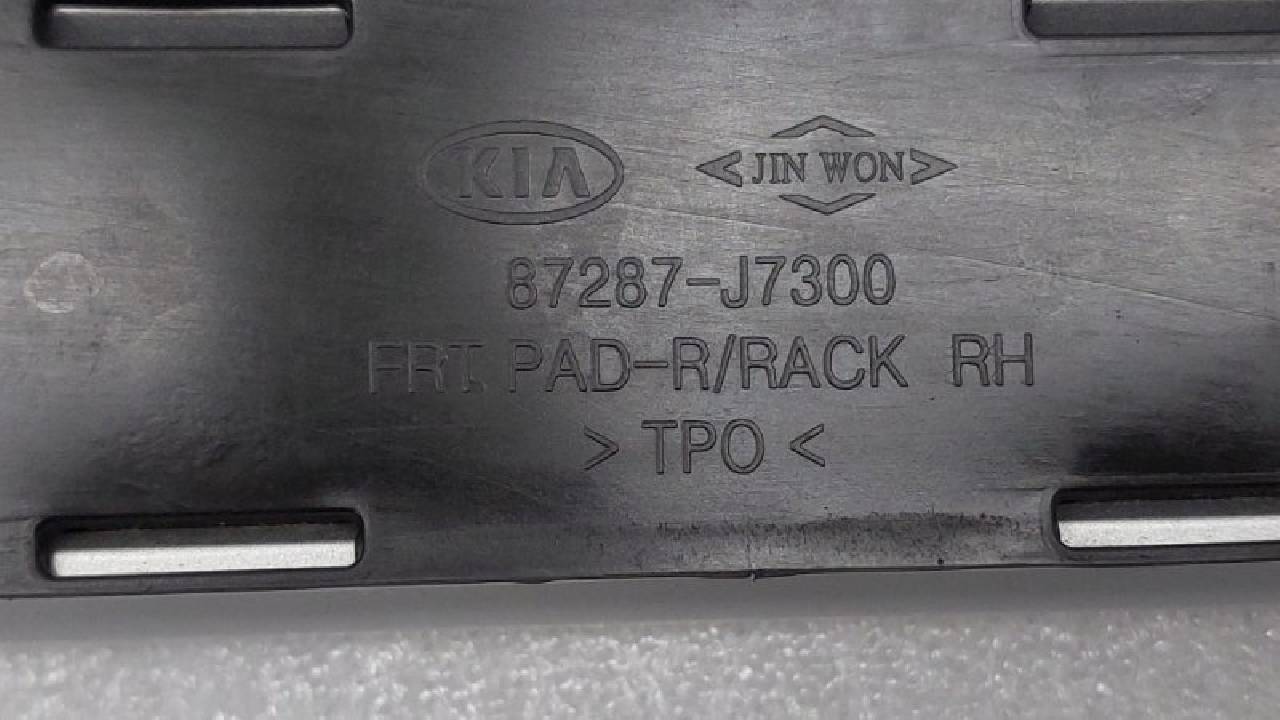 KIA <JIN WON>
87287-J7300
FRT. PAD-R/RACK RH
>TPO<